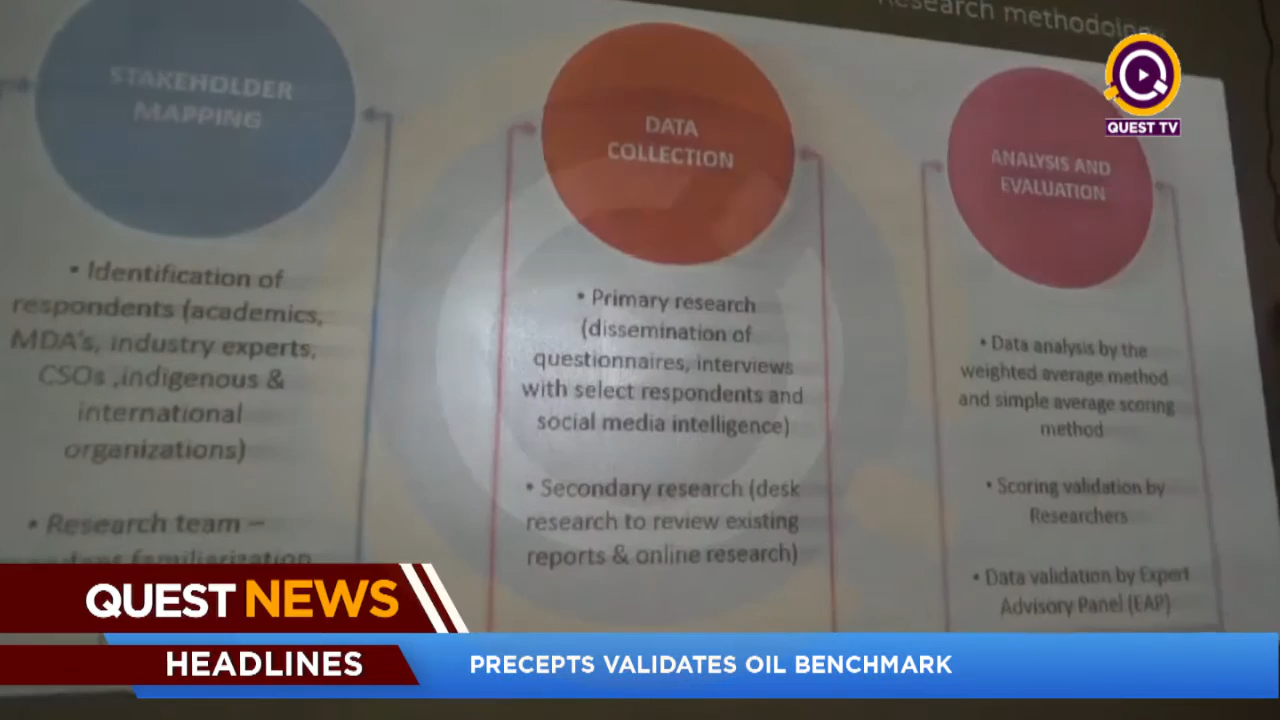 Research methodology
QUEST TV
STAKEHOLDER
MAPPING
• Identification of
respondents (academics,
MDA's, industry experts,
CSOs ,indigenous &
international
organizations)
• Research team –
familiarization
DATA
COLLECTION
• Primary research
(dissemination of
questionnaires, interviews
with select respondents and
social media intelligence)
• Secondary research (desk
research to review existing
reports & online research)
ANALYSIS AND
EVALUATION
• Data analysis by the
weighted average method
and simple average scoring
method
• Scoring validation by
Researchers
• Data validation by Expert
Advisory Panel (EAP)
QUEST NEWS
HEADLINES
PRECEPTS VALIDATES OIL BENCHMARK